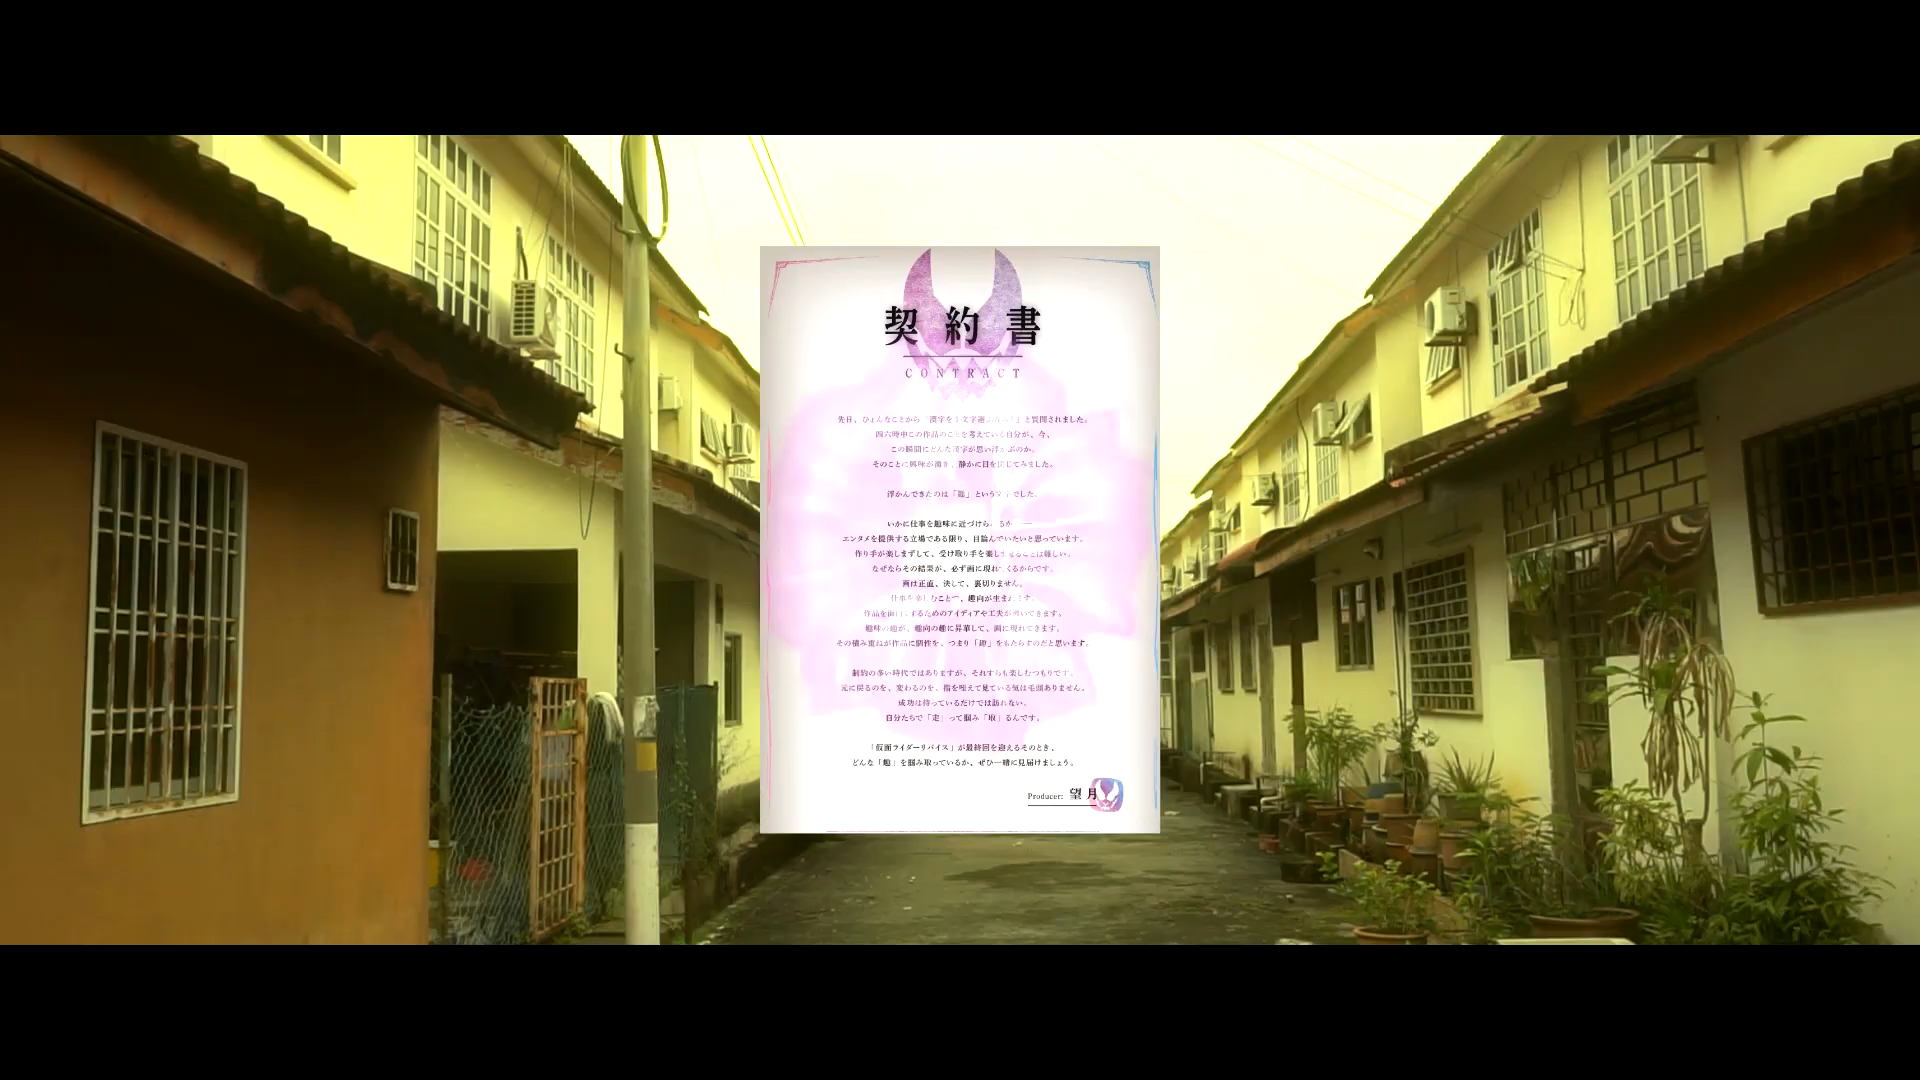 契約書
CONTRACT
先日、ひょんなことから「漢字を1文字選 」と質問されました。
四六時中この作品のことを考えている自分が、今、
この瞬間にどんな漢字が思い浮かぶのか。
そのことに興味が湧き、静かに目を閉じてみました。
浮かんできたのは「趣」という文字でした。
いかに仕事を趣味に近づけられるか ──
エンタメを提供する立場である限り、目論んでいたいと思っています。
作り手が楽しまずして、受け取り手を楽しませることは難しい。
なぜならその結果が、必ず画に現れてくるからです。
画は正直、決して、裏切りません。
仕事を楽しむことで、趣向が生まれます。
作品を面白くするためのアイディアや工夫が湧いてきます。
趣味の趣が、趣向の趣に昇華して、画に現れてきます。
その積み重ねが作品に個性を、つまり「趣」をもたらすのだと思います。
制約の多い時代ではありますが、それすらも楽しむつもりです。
元に戻るのを、変わるのを、指を咥えて見ている気は毛頭ありません。
成功は待っているだけでは訪れない。
自分たちで「走」って掴み「取」るんです。
「仮面ライダーリバイス」が最終回を迎えるそのとき、
どんな「趣」を掴み取っているか、ぜひ一緒に見届けましょう。
Producer: 望月